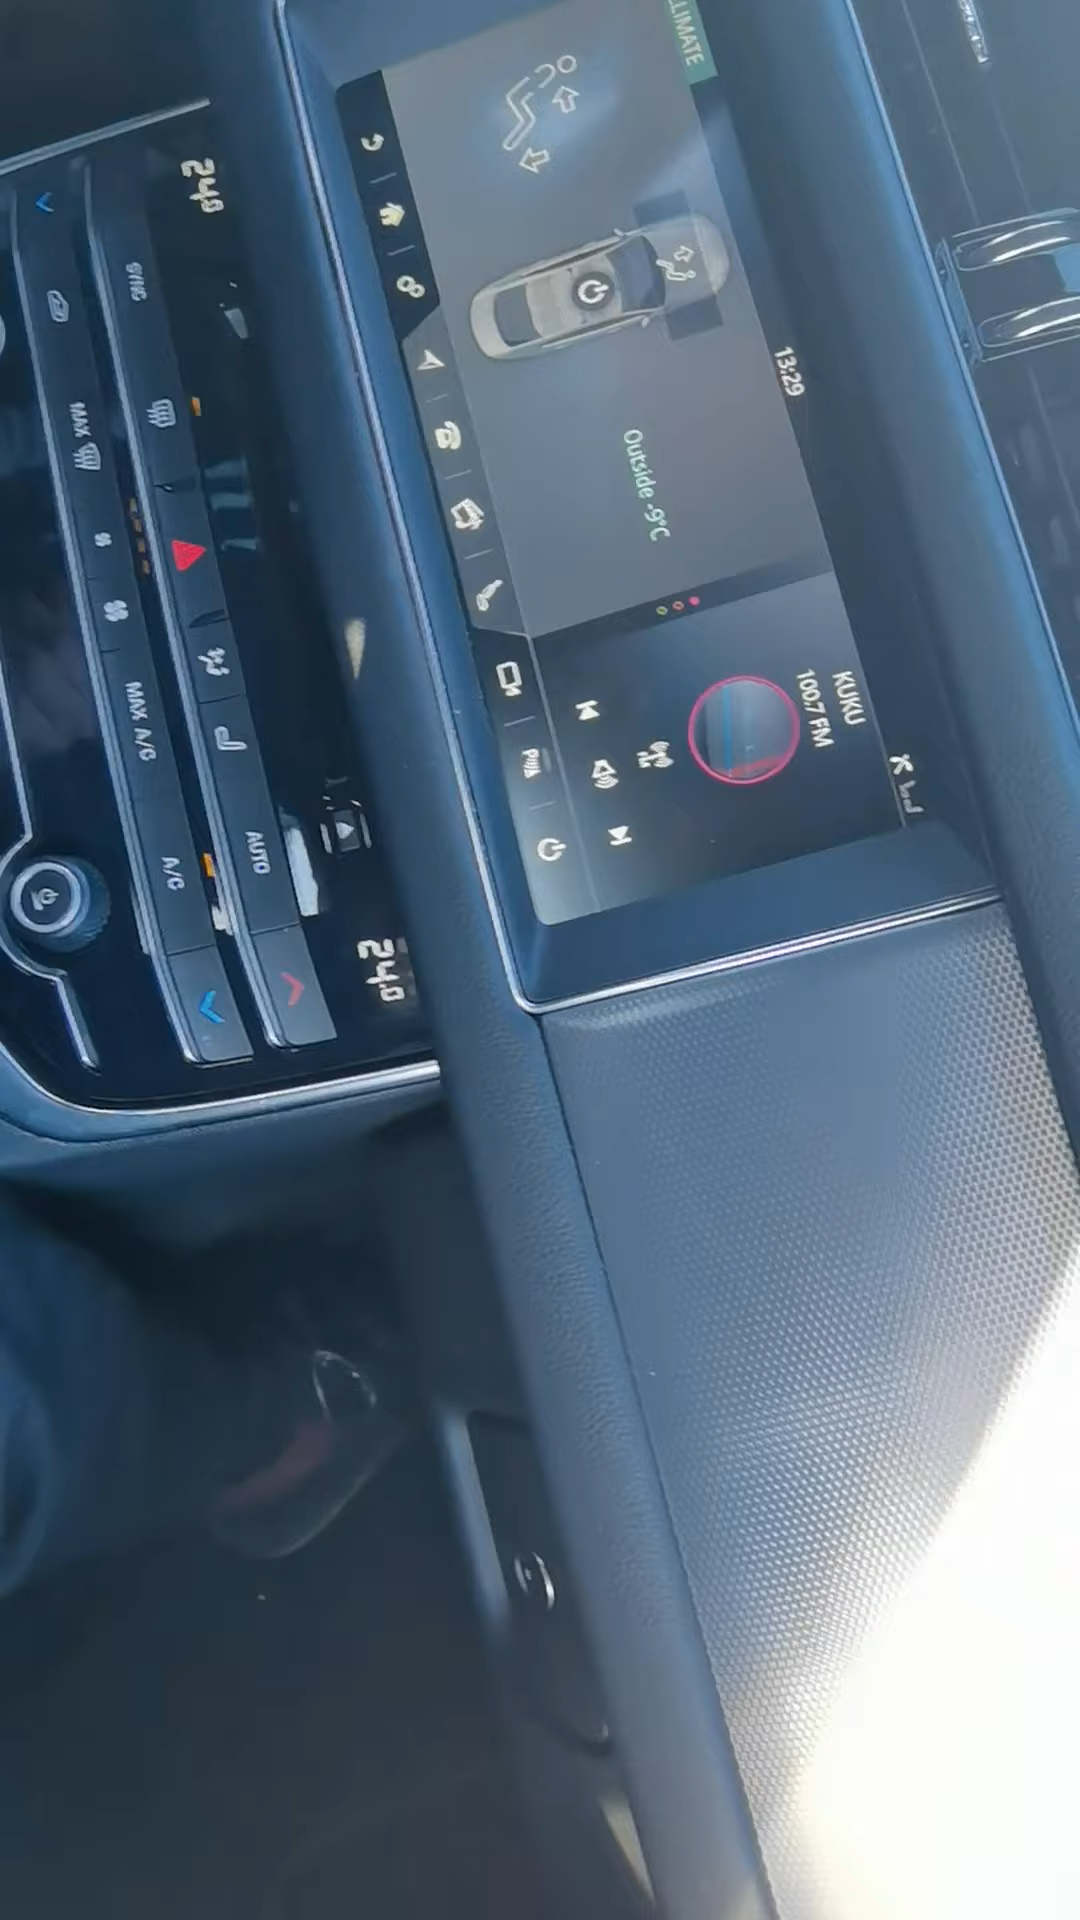 CLIMATE
13:29
Outside -9°C
KUKU
100,7 FM
24.0
SYNC
AUTO
24.0
MAX
MAX A/C
A/C